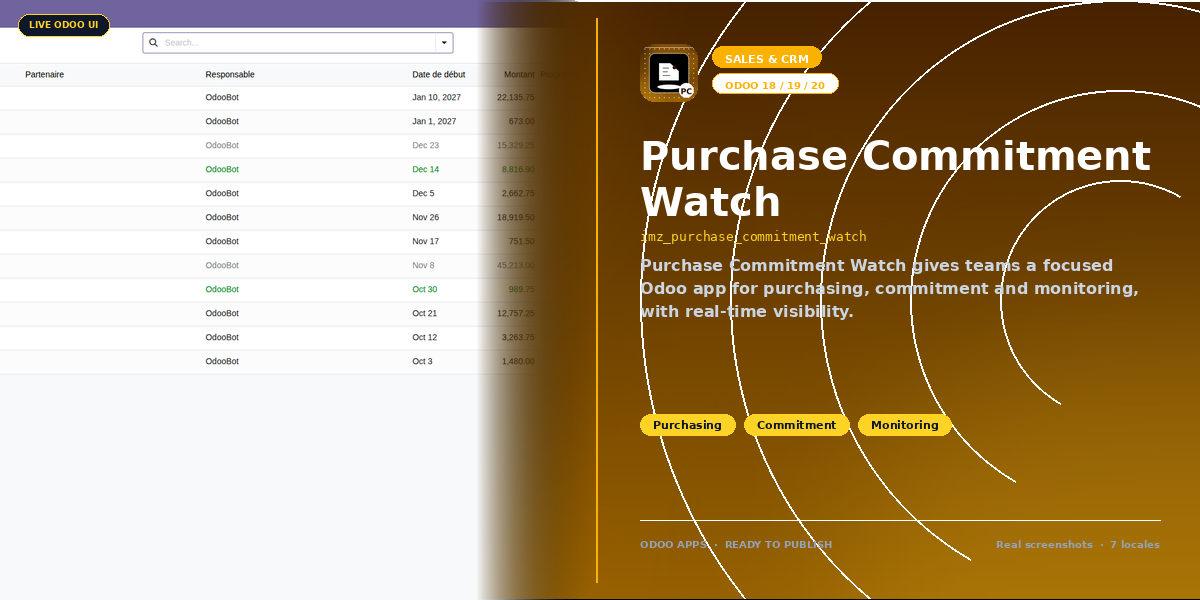 LIVE ODOO UI
Search...
Partenaire Responsable Date de début Montant
OdooBot Jan 10, 2027 22,135.75
OdooBot Jan 1, 2027 673.00
OdooBot Dec 23 15,329.25
OdooBot Dec 14 8,816.90
OdooBot Dec 5 2,662.75
OdooBot Nov 26 18,919.50
OdooBot Nov 17 751.50
OdooBot Nov 8 45,213.00
OdooBot Oct 30 989.75
OdooBot Oct 21 12,757.25
OdooBot Oct 12 3,263.75
OdooBot Oct 3 1,480.00
PC
SALES & CRM
ODOO 18 / 19 / 20
Purchase Commitment
Watch
imz_purchase_commitment_watch
Purchase Commitment Watch gives teams a focused
Odoo app for purchasing, commitment and monitoring,
with real-time visibility.
Purchasing Commitment Monitoring
ODOO APPS · READY TO PUBLISH
Real screenshots · 7 locales